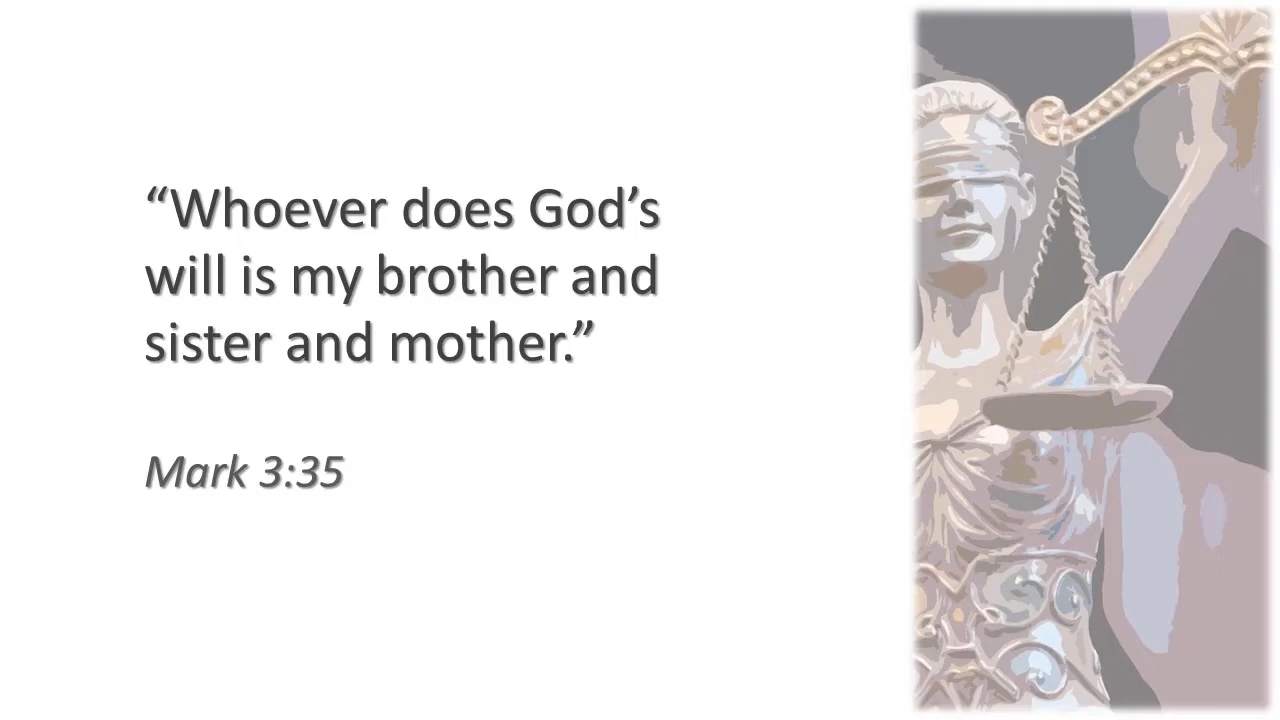 “Whoever does God’s
will is my brother and
sister and mother.”
Mark 3:35